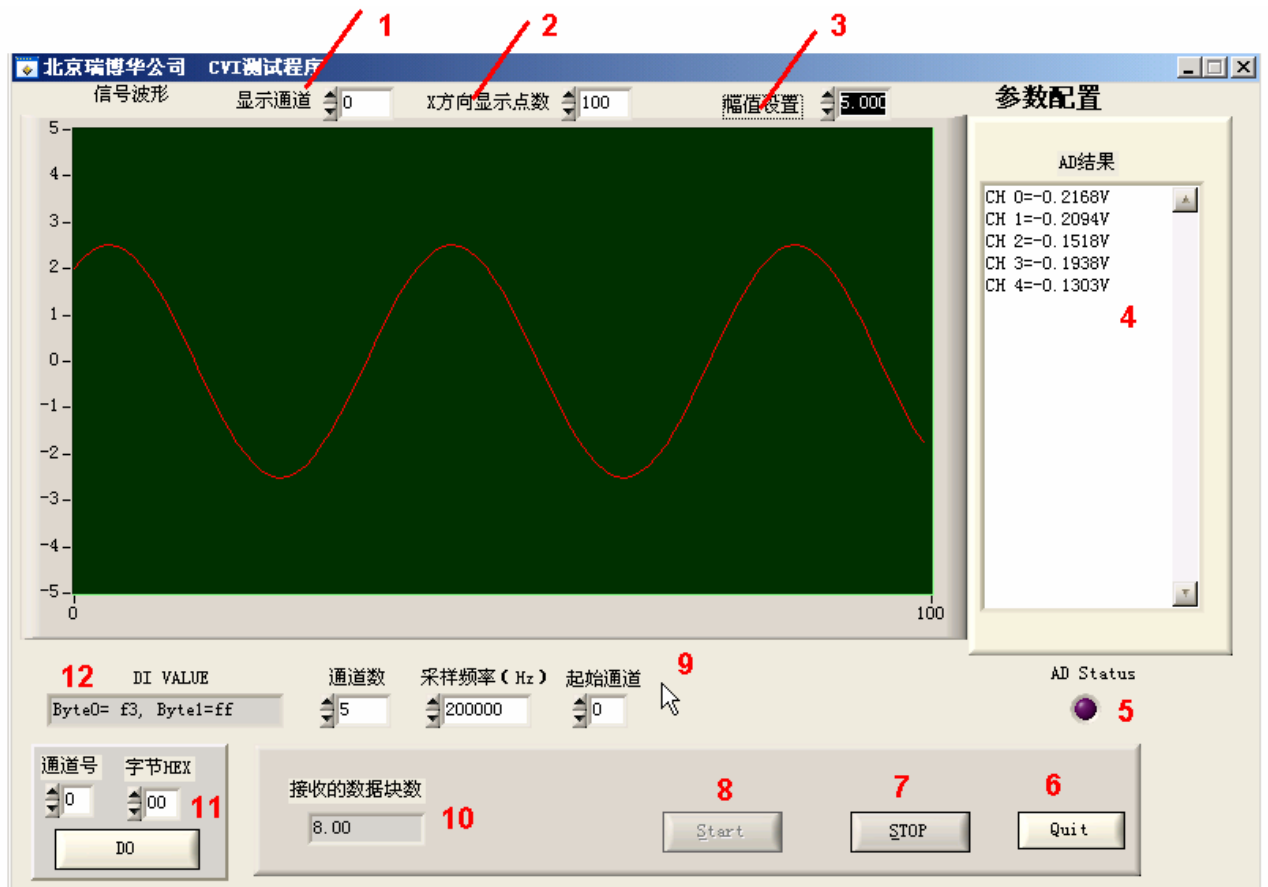 1 2 3
北京瑞博华公司 CVI测试程序
信号波形 显示通道 0 X方向显示点数 100 幅值设置 5.000 参数配置
AD结果
5
4
3
2
1
0
-1
-2
-3
-4
-5
0 100
CH 0=-0.2168V
CH 1=-0.2094V
CH 2=-0.1518V
CH 3=-0.1938V
CH 4=-0.1303V
4
12 DI VALUE 通道数 采样频率(Hz) 起始通道 9 AD Status
Byte0= f3, Byte1=ff 5 200000 0 5
通道号 字节HEX
0 00 11
DO
接收的数据块数
8.00 10
8 7 6
Start STOP Quit